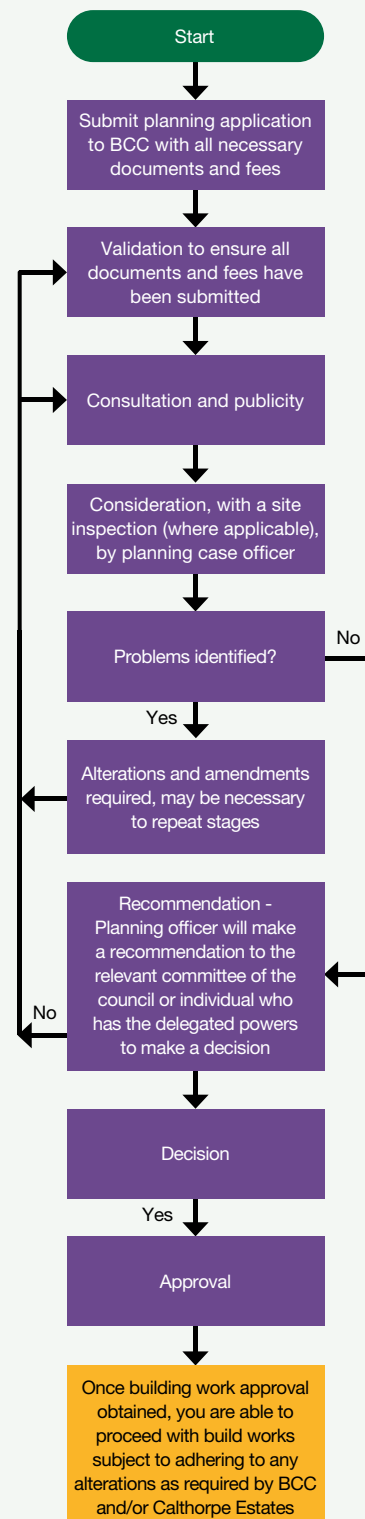 Start
Submit planning application
to BCC with all necessary
documents and fees
Validation to ensure all
documents and fees have
been submitted
Consultation and publicity
Consideration, with a site
inspection (where applicable),
by planning case officer
Problems identified?
No
Yes
Alterations and amendments
required, may be necessary
to repeat stages
Recommendation -
Planning officer will make
a recommendation to the
relevant committee of the
council or individual who
has the delegated powers
to make a decision
No
Decision
Yes
Approval
Once building work approval
obtained, you are able to
proceed with build works
subject to adhering to any
alterations as required by BCC
and/or Calthorpe Estates